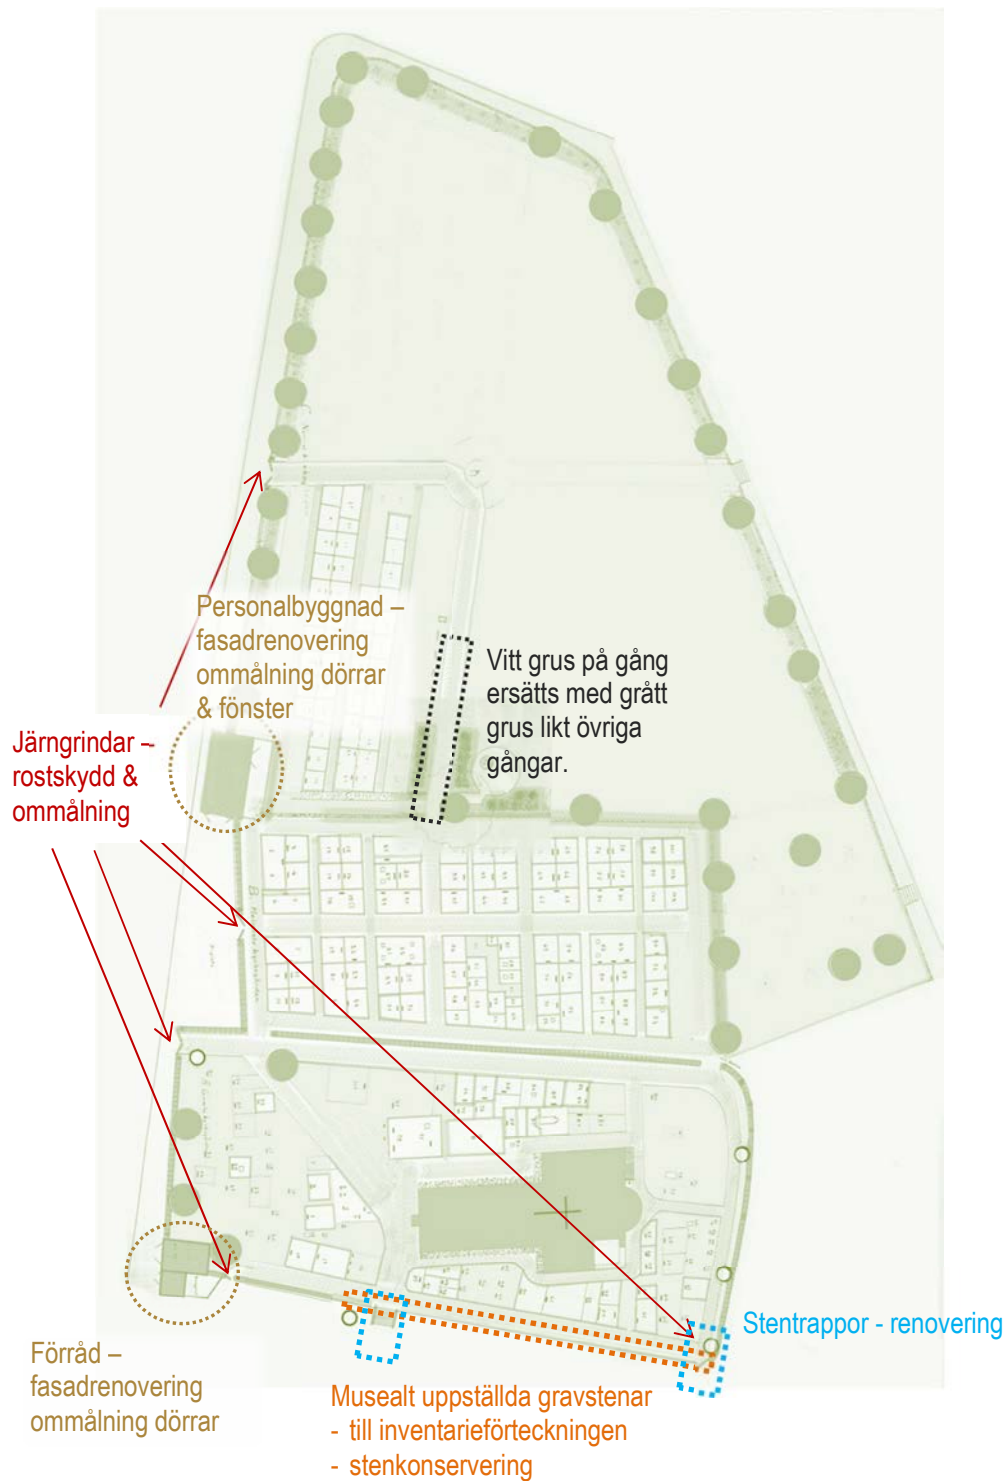 Personalbyggnad –
fasadrenovering
ommålning dörrar
& fönster
Vitt grus på gång
ersätts med grått
grus likt övriga
gångar.
Järngrindar –
rostskydd &
ommålning
Stentrappor - renovering
Förråd –
fasadrenovering
ommålning dörrar
Musealt uppställda gravstenar
- till inventarieförteckningen
- stenkonservering